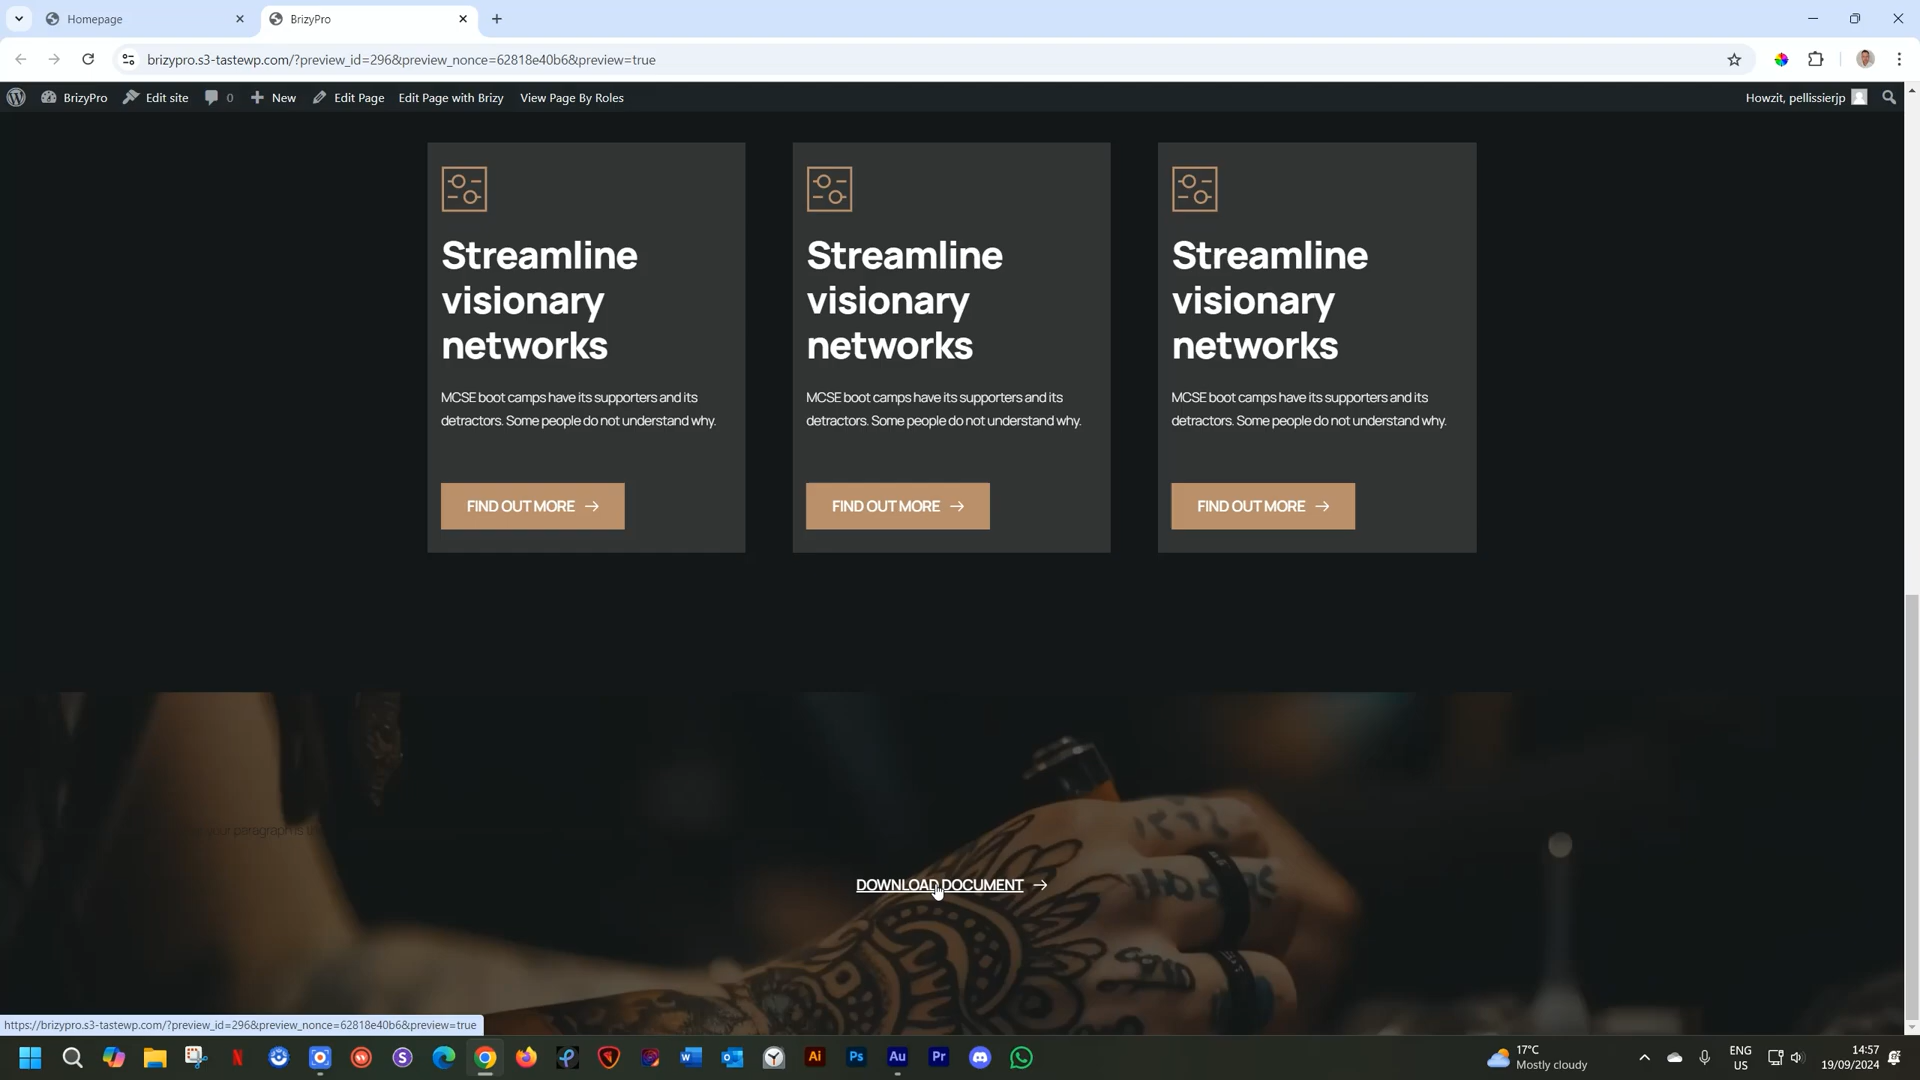 Homepage
BrizyPro
brizypro.s3-tastewp.com/?preview_id=296&preview_nonce=62818e40b6&preview=true
BrizyPro Edit site 0 New Edit Page Edit Page with Brizy View Page By Roles Howzit, pellissierjp
Streamline
visionary
networks
MCSE boot camps have its supporters and its
detractors. Some people do not understand why.
FIND OUT MORE →
Streamline
visionary
networks
MCSE boot camps have its supporters and its
detractors. Some people do not understand why.
FIND OUT MORE →
Streamline
visionary
networks
MCSE boot camps have its supporters and its
detractors. Some people do not understand why.
FIND OUT MORE →
your paragraph is
DOWNLOAD DOCUMENT →
https://brizypro.s3-tastewp.com/?preview_id=296&preview_nonce=62818e40b6&preview=true
17°C
Mostly cloudy
ENG
US
14:57
19/09/2024